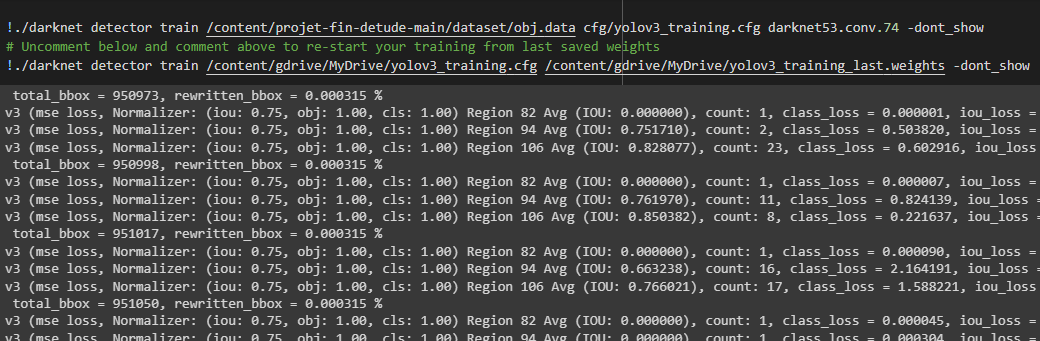 !./darknet detector train /content/projet-fin-detude-main/dataset/obj.data cfg/yolov3_training.cfg darknet53.conv.74 -dont_show
# Uncomment below and comment above to re-start your training from last saved weights
!./darknet detector train /content/gdrive/MyDrive/yolov3_training.cfg /content/gdrive/MyDrive/yolov3_training_last.weights -dont_show
total_bbox = 950973, rewritten_bbox = 0.000315 %
v3 (mse loss, Normalizer: (iou: 0.75, obj: 1.00, cls: 1.00) Region 82 Avg (IOU: 0.000000), count: 1, class_loss = 0.000001, iou_loss =
v3 (mse loss, Normalizer: (iou: 0.75, obj: 1.00, cls: 1.00) Region 94 Avg (IOU: 0.751710), count: 2, class_loss = 0.503820, iou_loss =
v3 (mse loss, Normalizer: (iou: 0.75, obj: 1.00, cls: 1.00) Region 106 Avg (IOU: 0.828077), count: 23, class_loss = 0.602916, iou_loss
total_bbox = 950998, rewritten_bbox = 0.000315 %
v3 (mse loss, Normalizer: (iou: 0.75, obj: 1.00, cls: 1.00) Region 82 Avg (IOU: 0.000000), count: 1, class_loss = 0.000007, iou_loss =
v3 (mse loss, Normalizer: (iou: 0.75, obj: 1.00, cls: 1.00) Region 94 Avg (IOU: 0.761970), count: 11, class_loss = 0.824139, iou_loss =
v3 (mse loss, Normalizer: (iou: 0.75, obj: 1.00, cls: 1.00) Region 106 Avg (IOU: 0.850382), count: 8, class_loss = 0.221637, iou_loss =
total_bbox = 951017, rewritten_bbox = 0.000315 %
v3 (mse loss, Normalizer: (iou: 0.75, obj: 1.00, cls: 1.00) Region 82 Avg (IOU: 0.000000), count: 1, class_loss = 0.000090, iou_loss =
v3 (mse loss, Normalizer: (iou: 0.75, obj: 1.00, cls: 1.00) Region 94 Avg (IOU: 0.663238), count: 16, class_loss = 2.164191, iou_loss =
v3 (mse loss, Normalizer: (iou: 0.75, obj: 1.00, cls: 1.00) Region 106 Avg (IOU: 0.766021), count: 17, class_loss = 1.588221, iou_loss
total_bbox = 951050, rewritten_bbox = 0.000315 %
v3 (mse loss, Normalizer: (iou: 0.75, obj: 1.00, cls: 1.00) Region 82 Avg (IOU: 0.000000), count: 1, class_loss = 0.000045, iou_loss =
v3 (mse loss, Normalizer: (iou: 0.75, obj: 1.00, cls: 1.00) Region 94 Avg (IOU: 0.000000), count: 1, class_loss = 0.000304, iou_loss =